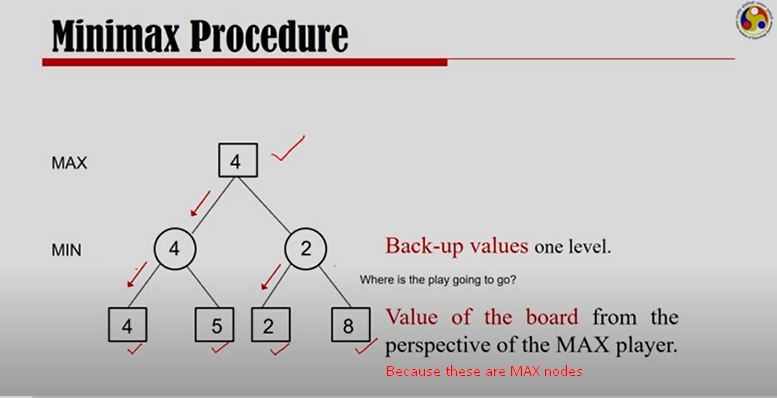 Minimax Procedure
MAX
4
MIN
4
2
Back-up values one level.
Where is the play going to go?
4
5
2
8
Value of the board from the
perspective of the MAX player.
Because these are MAX nodes